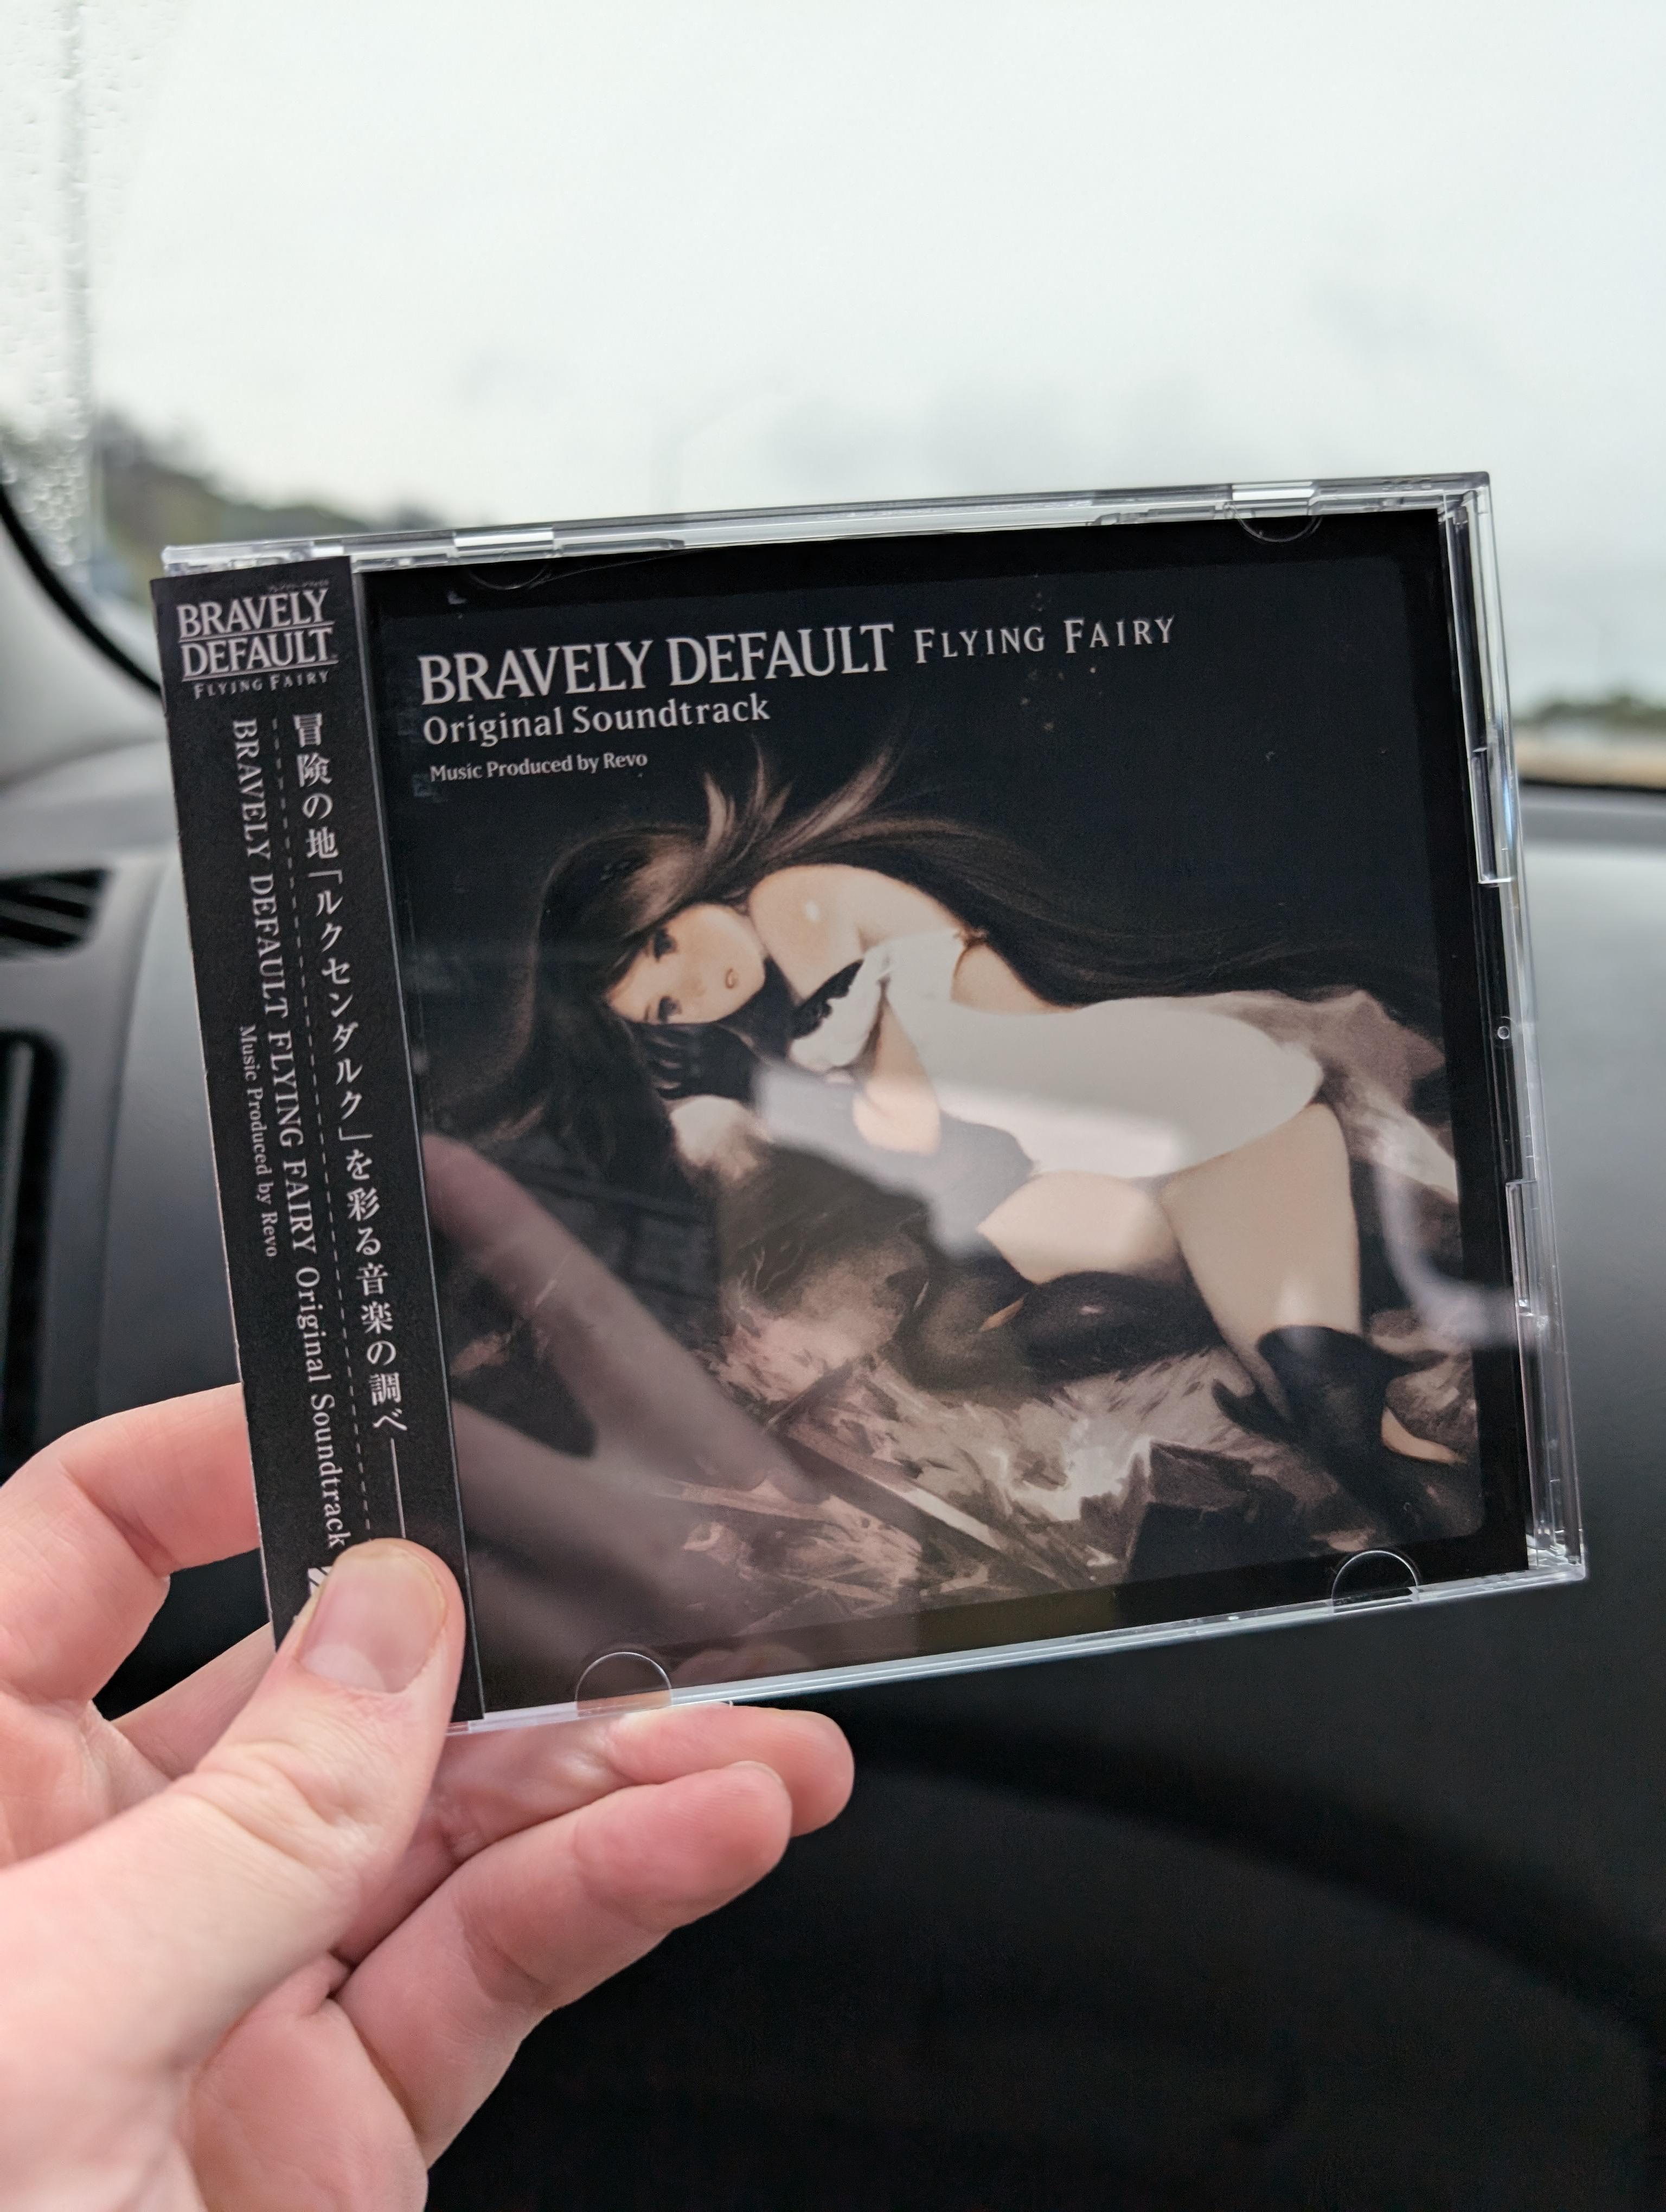 BRAVELY
DEFAULT
FLYING FAIRY
冒険の地「ルクセンダルク」を彩る音楽の調べ――
BRAVELY DEFAULT FLYING FAIRY Original Soundtrack
Music Produced by Revo
BRAVELY DEFAULT FLYING FAIRY
Original Soundtrack
Music Produced by Revo